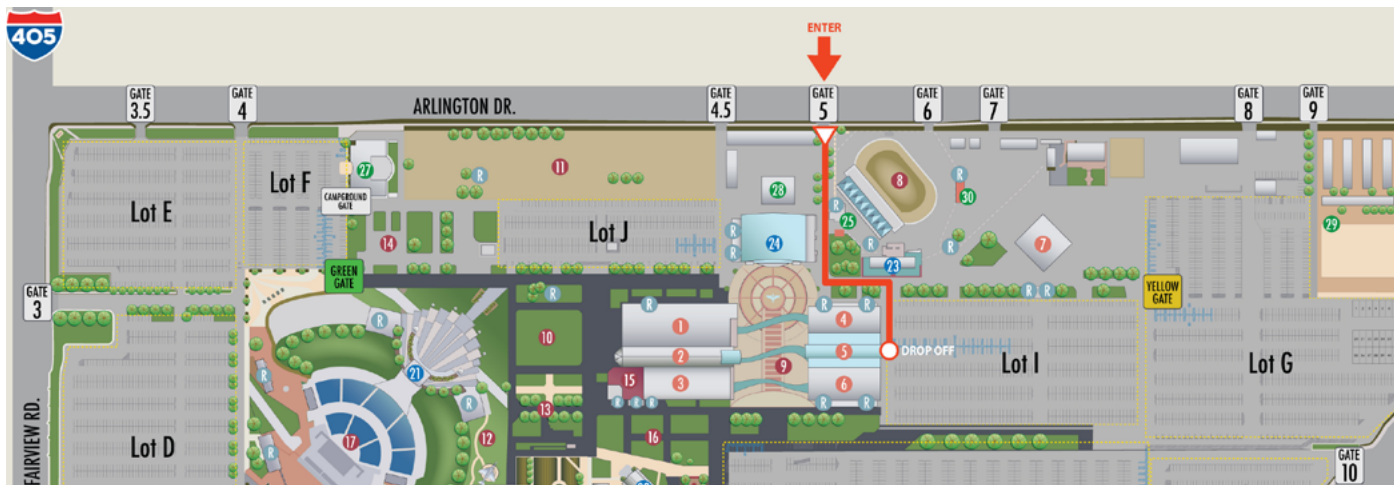 405
ENTER
GATE
3.5
GATE
4
ARLINGTON DR.
GATE
4.5
GATE
5
GATE
6
GATE
7
GATE
8
GATE
9
Lot E
Lot F
27
R
11
28
8
R
30
CAMPGROUND
GATE
R
25
29
14
Lot J
R
24
R
23
R
7
GREEN
GATE
YELLOW
GATE
GATE
3
R
R
R
R
R
R
R
1
4
10
2
5
DROP OFF
21
9
Lot I
Lot G
R
15
3
6
R
R
R
R
R
R
13
FAIRVIEW RD.
Lot D
17
12
16
R
GATE
10